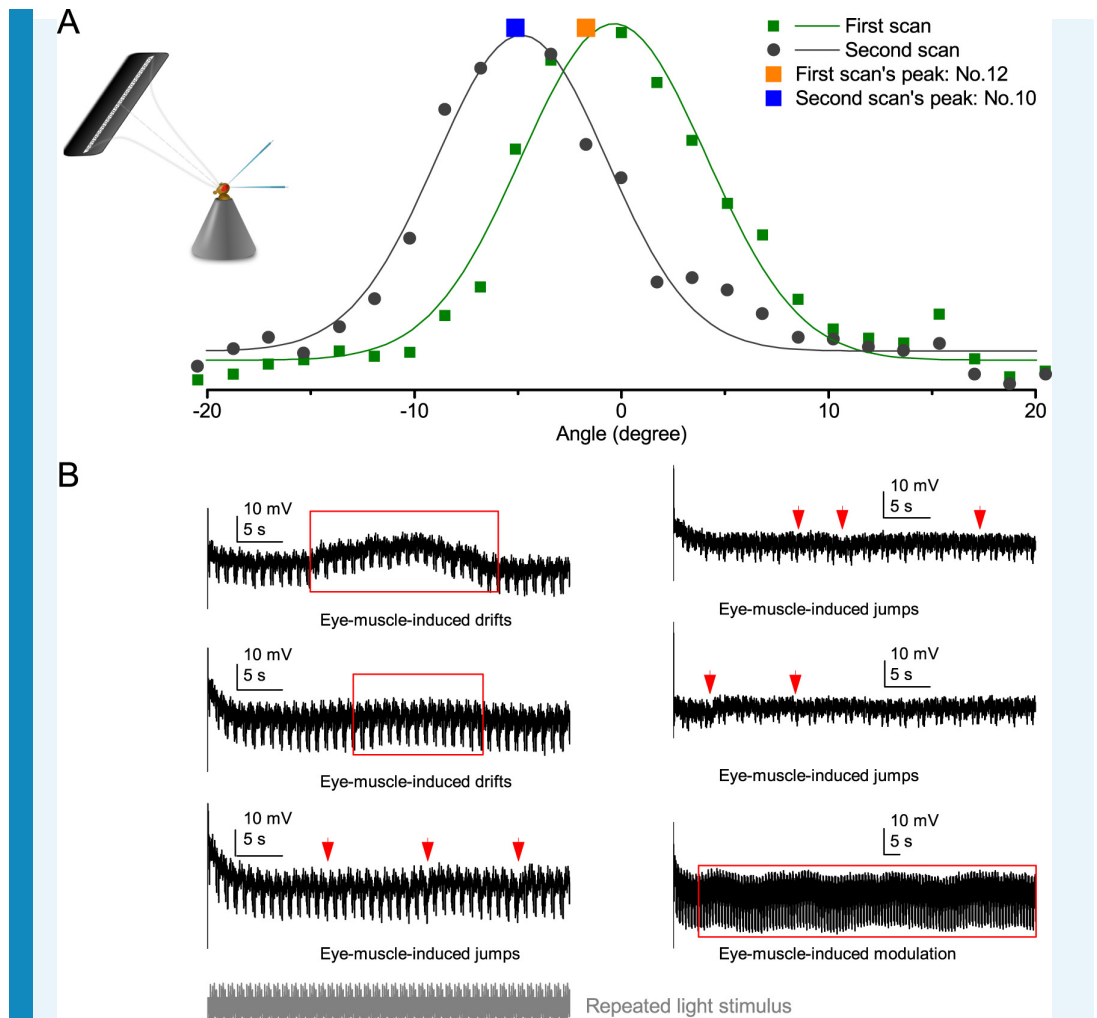 A
First scan
Second scan
First scan's peak: No.12
Second scan's peak: No.10
-20
-10
0
10
20
Angle (degree)
B
10 mV
5 s
Eye-muscle-induced drifts
10 mV
5 s
Eye-muscle-induced jumps
10 mV
5 s
Eye-muscle-induced drifts
10 mV
5 s
Eye-muscle-induced jumps
10 mV
5 s
Eye-muscle-induced jumps
10 mV
5 s
Eye-muscle-induced modulation
Repeated light stimulus